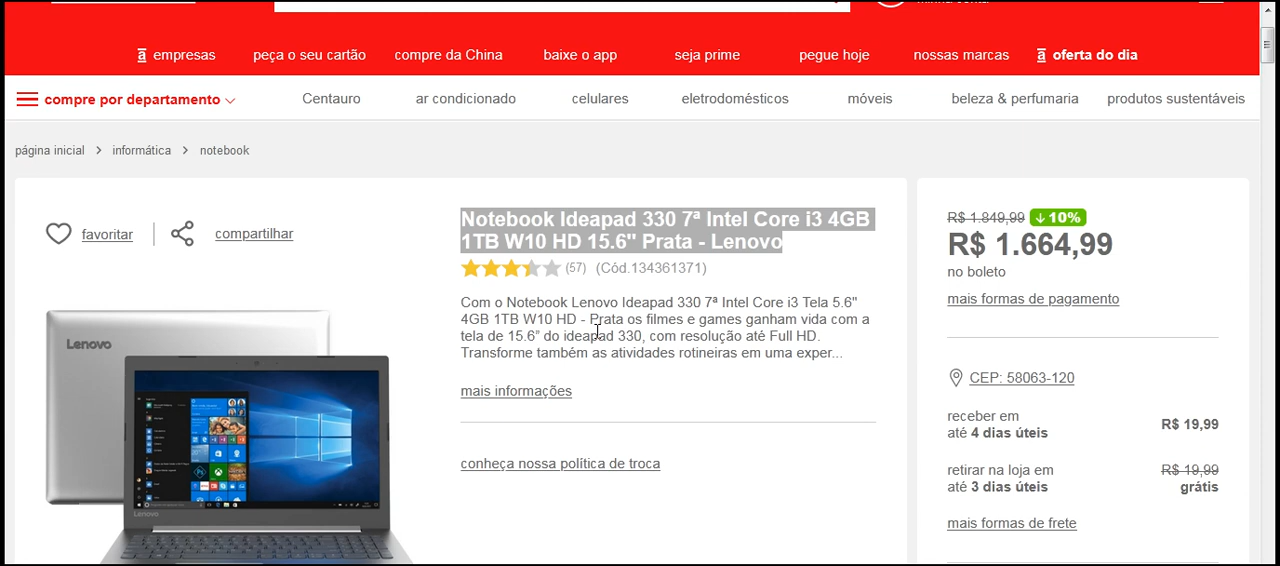 a empresas peça o seu cartão compre da China baixe o app seja prime pegue hoje nossas marcas a oferta do dia
compre por departamento Centauro ar condicionado celulares eletrodomésticos móveis beleza & perfumaria produtos sustentáveis
página inicial > informática > notebook
favoritar compartilhar
Notebook Ideapad 330 7ª Intel Core i3 4GB
1TB W10 HD 15.6'' Prata - Lenovo
(57) (Cód.134361371)
Com o Notebook Lenovo Ideapad 330 7ª Intel Core i3 Tela 5.6''
4GB 1TB W10 HD - Prata os filmes e games ganham vida com a
tela de 15.6” do ideapad 330, com resolução até Full HD.
Transforme também as atividades rotineiras em uma exper...
mais informações
conheça nossa política de troca
Lenovo
Lenovo
R$ 1.849,99 10%
R$ 1.664,99
no boleto
mais formas de pagamento
CEP: 58063-120
receber em
até 4 dias úteis R$ 19,99
retirar na loja em R$ 19,99
até 3 dias úteis grátis
mais formas de frete